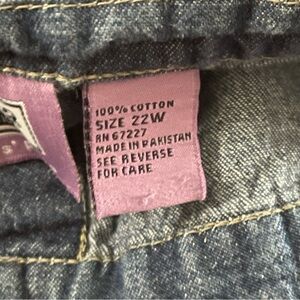 100% COTTON
SIZE 22W
RN 67227
MADE IN PAKISTAN
SEE REVERSE
FOR CARE